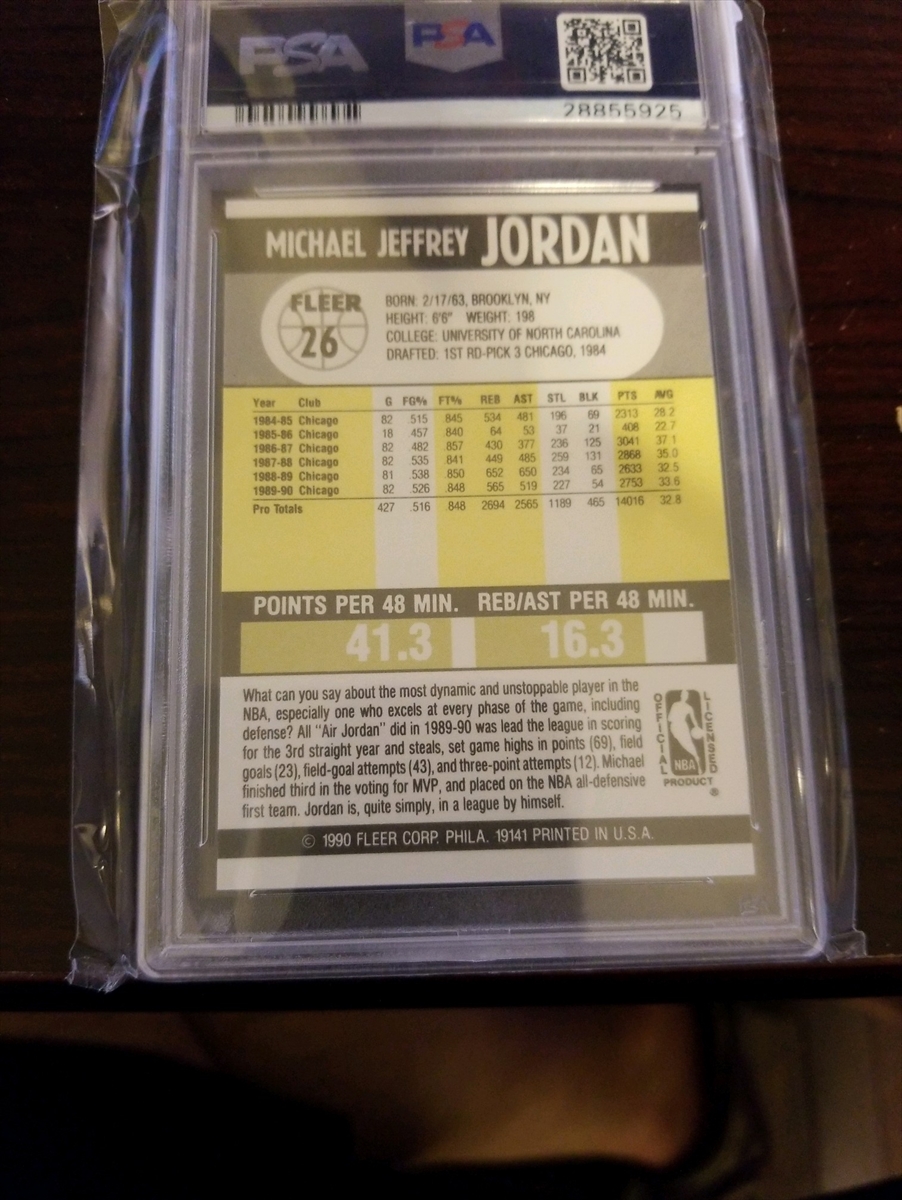 PSA PSA
28855925
MICHAEL JEFFREY JORDAN
FLEER
26
BORN: 2/17/63, BROOKLYN, NY
HEIGHT: 6'6" WEIGHT: 198
COLLEGE: UNIVERSITY OF NORTH CAROLINA
DRAFTED: 1ST RD-PICK 3 CHICAGO, 1984
Year Club G FG% FT% REB AST STL BLK PTS AVG
1984-85 Chicago 82 .515 .845 534 481 196 69 2313 28.2
1985-86 Chicago 18 .457 .840 64 53 37 21 408 22.7
1986-87 Chicago 82 .482 .857 430 377 236 125 3041 37.1
1987-88 Chicago 82 .535 .841 449 485 259 131 2868 35.0
1988-89 Chicago 81 .538 .850 652 650 234 65 2633 32.5
1989-90 Chicago 82 .526 .848 565 519 227 54 2753 33.6
Pro Totals 427 .516 .848 2694 2565 1189 465 14016 32.8
POINTS PER 48 MIN. REB/AST PER 48 MIN.
41.3 16.3
What can you say about the most dynamic and unstoppable player in the
NBA, especially one who excels at every phase of the game, including
defense? All "Air Jordan" did in 1989-90 was lead the league in scoring
for the 3rd straight year and steals, set game highs in points (69), field
goals (23), field-goal attempts (43), and three-point attempts (12). Michael
finished third in the voting for MVP, and placed on the NBA all-defensive
first team. Jordan is, quite simply, in a league by himself.
OFFICIAL
LICENSED
NBA
PRODUCT
®
© 1990 FLEER CORP. PHILA. 19141 PRINTED IN U.S.A.